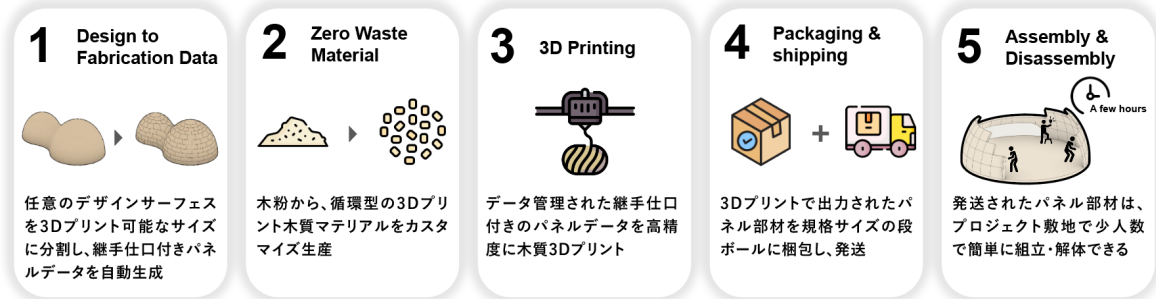 1
Design to
Fabrication Data
任意のデザインサーフェス
を3Dプリント可能なサイズ
に分割し、継手仕口付きパネ
ルデータを自動生成
2
Zero Waste
Material
木粉から、循環型の3Dプリ
ント木質マテリアルをカスタ
マイズ生産
3
3D Printing
データ管理された継手仕口
付きのパネルデータを高精
度に木質3Dプリント
4
Packaging &
shipping
3Dプリントで出力されたパ
ネル部材を規格サイズの段
ボールに梱包し、発送
5
Assembly &
Disassembly
A few hours
発送されたパネル部材は、
プロジェクト敷地で少人数
で簡単に組立・解体できる